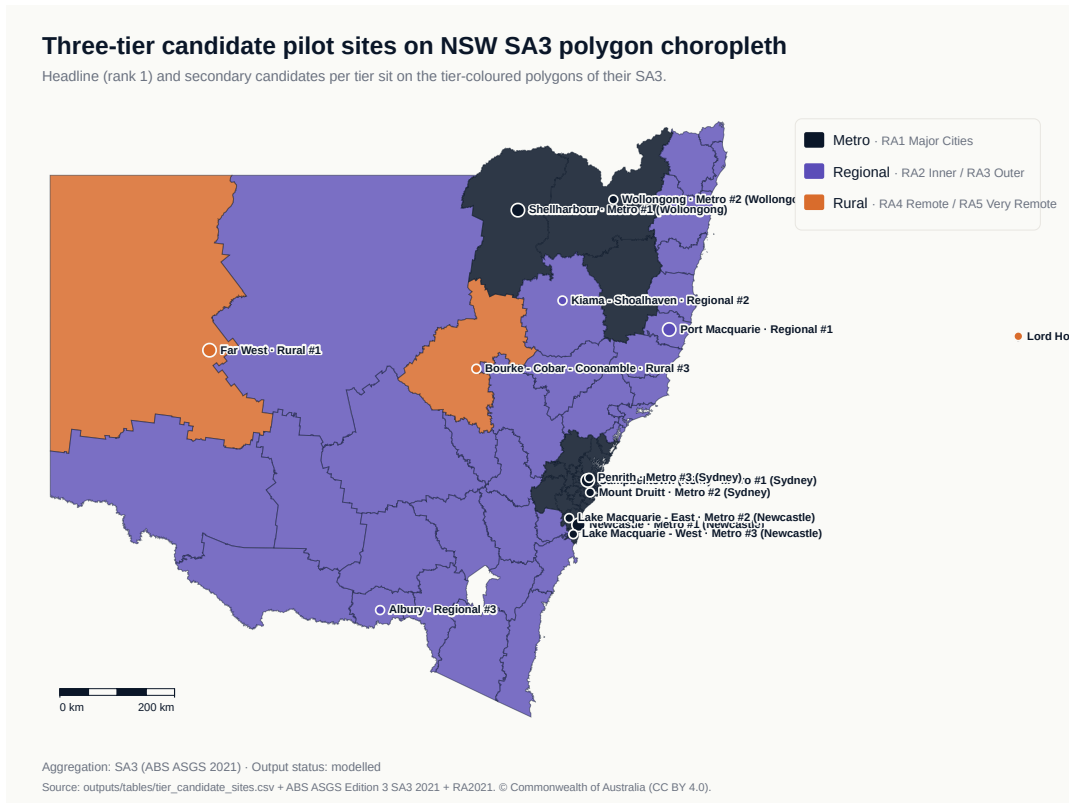 Three-tier candidate pilot sites on NSW SA3 polygon choropleth
Headline (rank 1) and secondary candidates per tier sit on the tier-coloured polygons of their SA3.
Metro · RA1 Major Cities
Regional · RA2 Inner / RA3 Outer
Rural · RA4 Remote / RA5 Very Remote
Wollongong · Metro #2 (Wollongo
Shellharbour · Metro #1 (Wollongong)
Kiama - Shoalhaven · Regional #2
Port Macquarie · Regional #1
Lord Ho
Far West · Rural #1
Bourke - Cobar - Coonamble · Rural #3
Penrith · Metro #3 (Sydney)
#1 (Sydney)
Mount Druitt · Metro #2 (Sydney)
Lake Macquarie - East · Metro #2 (Newcastle)
Newcastle · Metro #1 (Newcastle)
Lake Macquarie - West · Metro #3 (Newcastle)
Albury · Regional #3
0 km 200 km
Aggregation: SA3 (ABS ASGS 2021) · Output status: modelled
Source: outputs/tables/tier_candidate_sites.csv + ABS ASGS Edition 3 SA3 2021 + RA2021. © Commonwealth of Australia (CC BY 4.0).